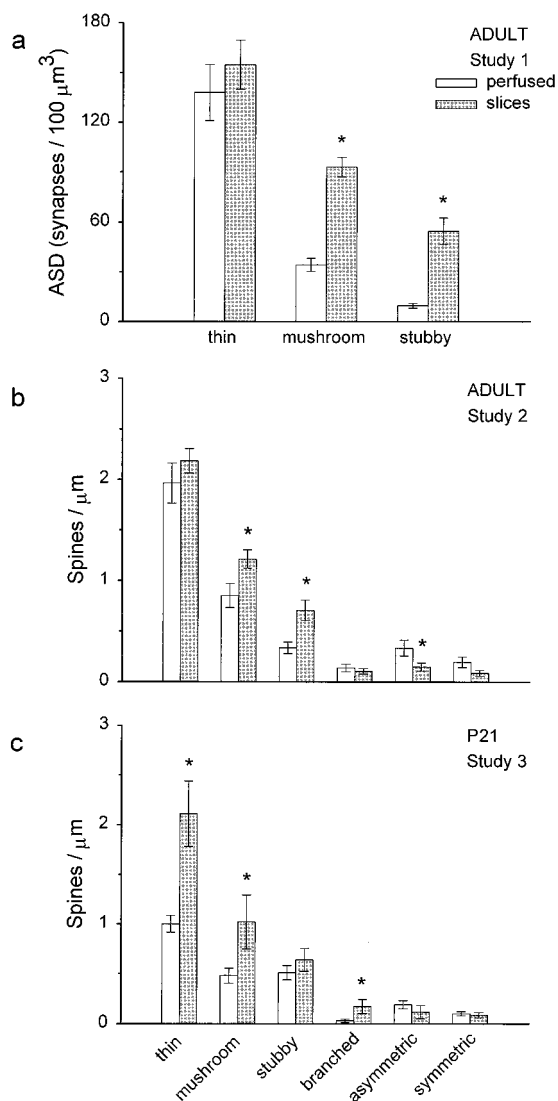 a
ADULT
Study 1
perfused
slices
ASD (synapses / 100 μm³)
180
120
60
0
*
*
thin
mushroom
stubby
b
ADULT
Study 2
Spines / μm
3
2
1
0
*
*
*
c
P21
Study 3
Spines / μm
3
2
1
0
*
*
*
thin
mushroom
stubby
branched
asymmetric
symmetric